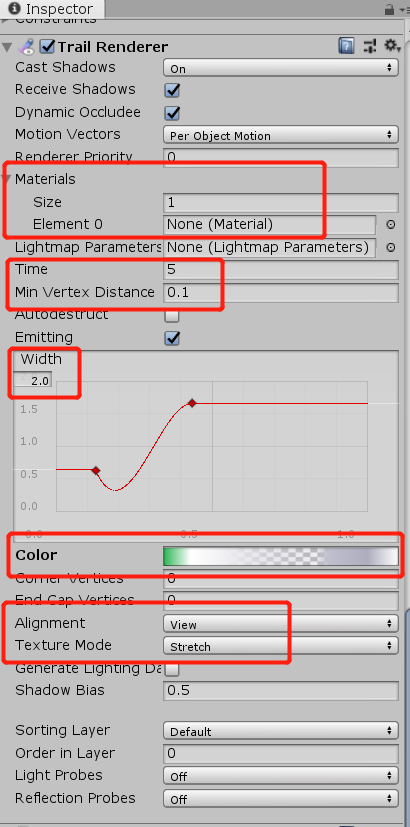 Inspector
Constraints
Trail Renderer
Cast Shadows On
Receive Shadows
Dynamic Occludee
Motion Vectors Per Object Motion
Renderer Priority 0
Materials
Size 1
Element 0 None (Material)
Lightmap Parameters None (Lightmap Parameters)
Time 5
Min Vertex Distance 0.1
Autodestruct
Emitting
Width
2.0
1.5
1.0
0.5
0.0
0.0 0.5 1.0
Color
Corner Vertices 0
End Cap Vertices 0
Alignment View
Texture Mode Stretch
Generate Lighting Da
Shadow Bias 0.5
Sorting Layer Default
Order in Layer 0
Light Probes Off
Reflection Probes Off